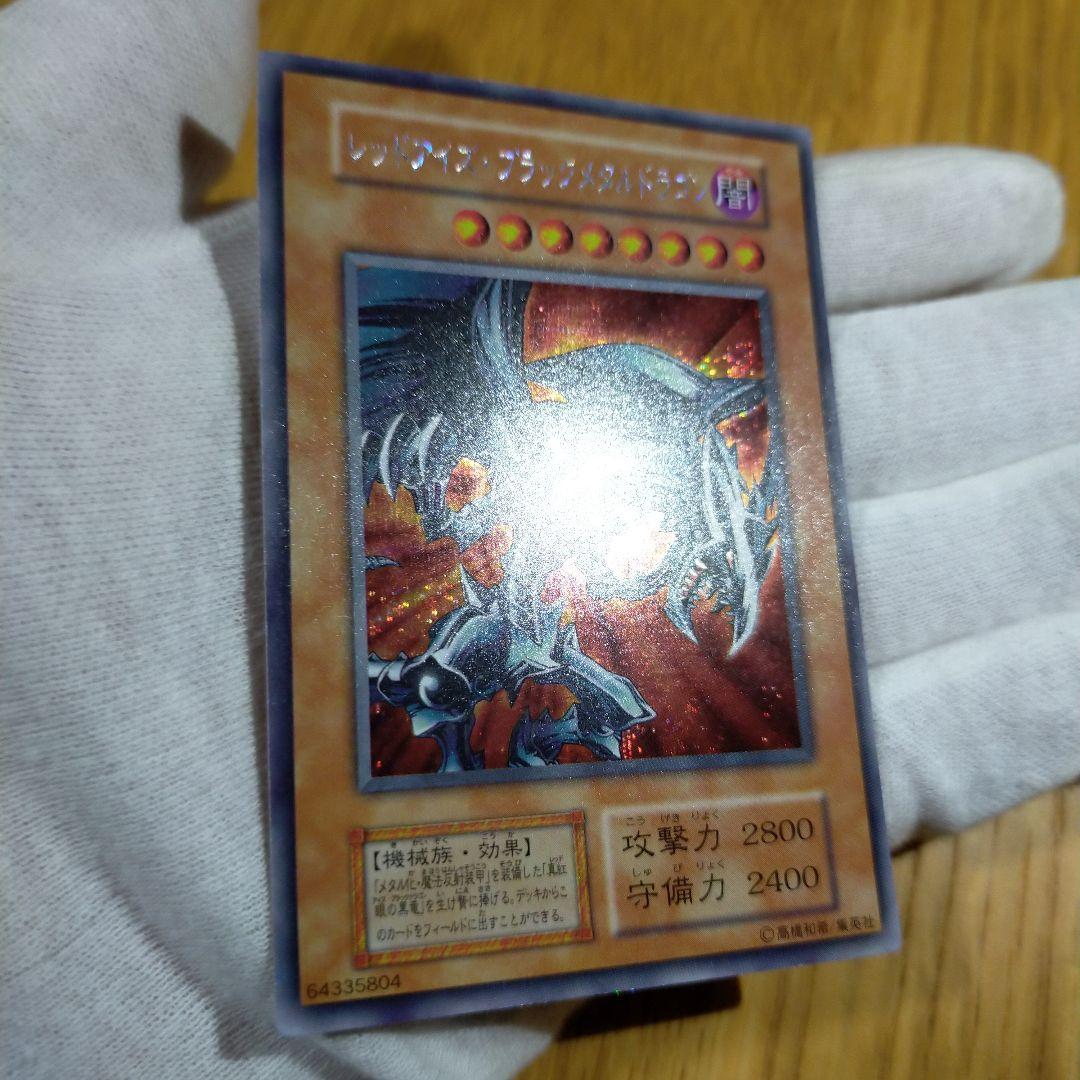 レッドアイズ・ブラックメタルドラゴン
闇
【機械族・効果】
「メタル化・魔法反射装甲」を装備した「真紅
眼の黒竜」を生け贄に捧げる。デッキからこ
のカードをフィールドに出すことができる。
攻撃力 2800
守備力 2400
©高橋和希/集英社
64335804